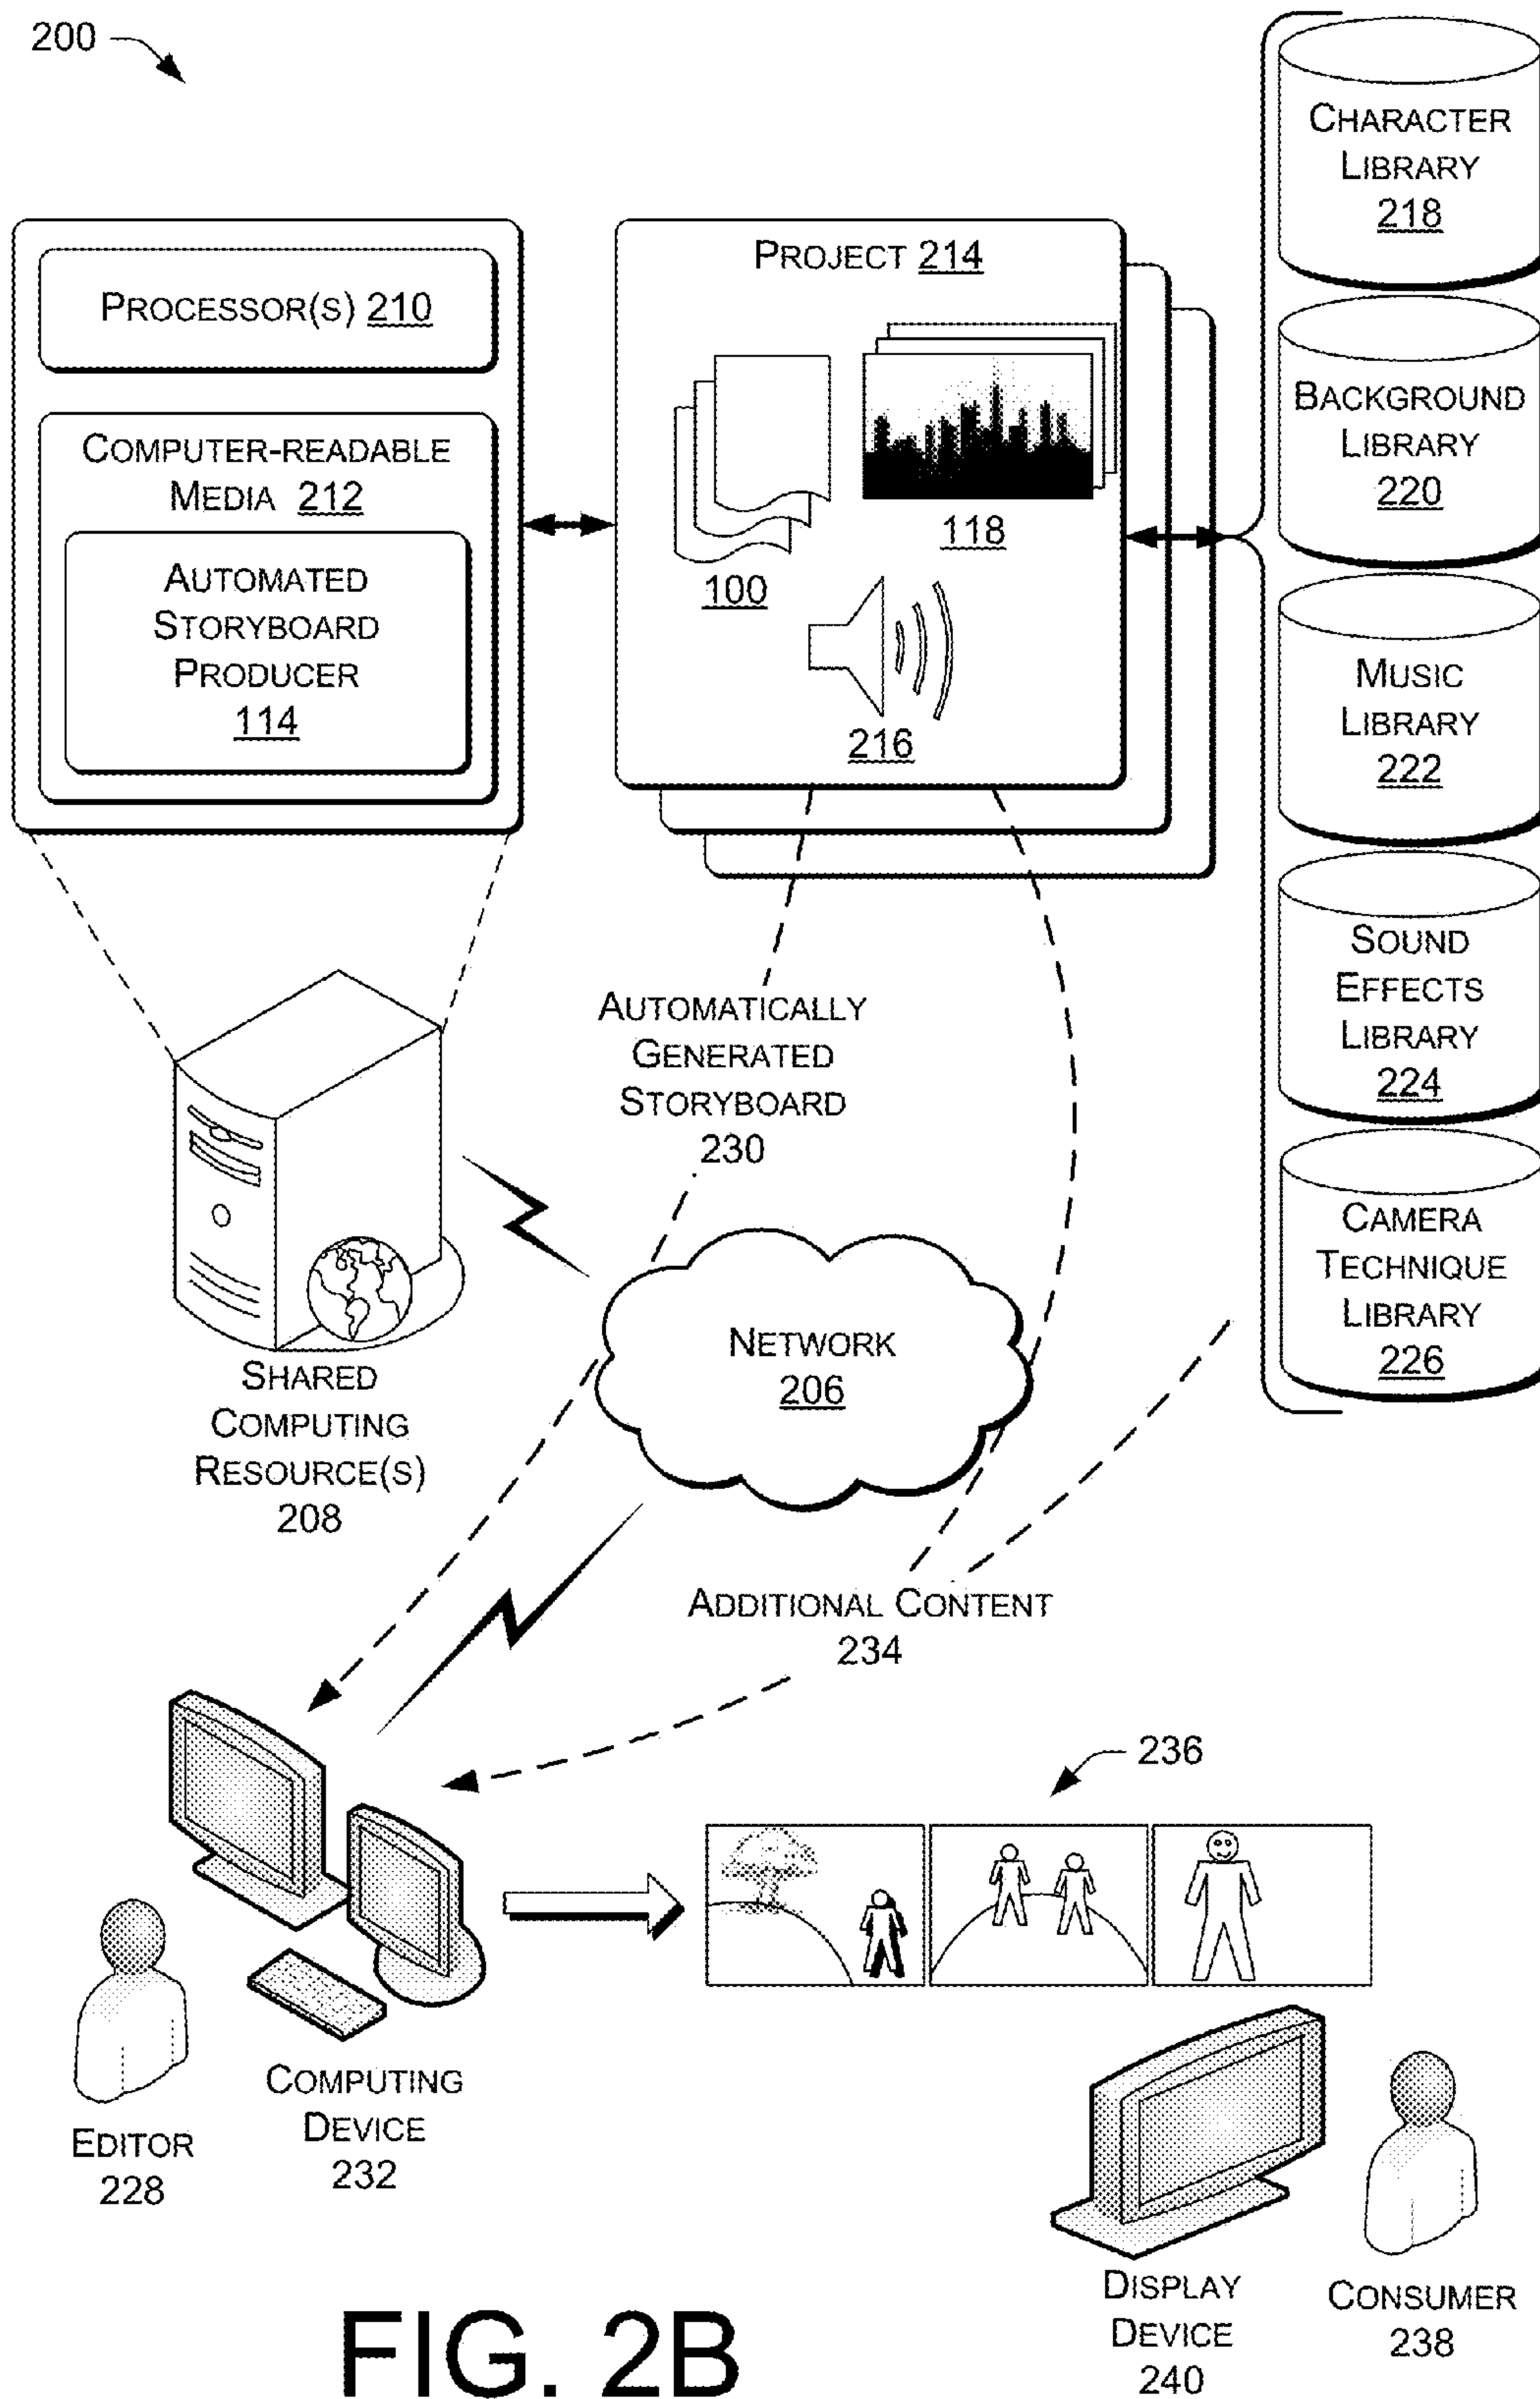 200
CHARACTER
LIBRARY
218
PROCESSOR(S) 210
COMPUTER-READABLE
MEDIA 212
AUTOMATED
STORYBOARD
PRODUCER
114
PROJECT 214
100
118
216
BACKGROUND
LIBRARY
220
MUSIC
LIBRARY
222
SOUND
EFFECTS
LIBRARY
224
CAMERA
TECHNIQUE
LIBRARY
226
AUTOMATICALLY
GENERATED
STORYBOARD
230
SHARED
COMPUTING
RESOURCE(S)
208
NETWORK
206
ADDITIONAL CONTENT
234
236
EDITOR
228
COMPUTING
DEVICE
232
DISPLAY
DEVICE
240
CONSUMER
238
FIG. 2B